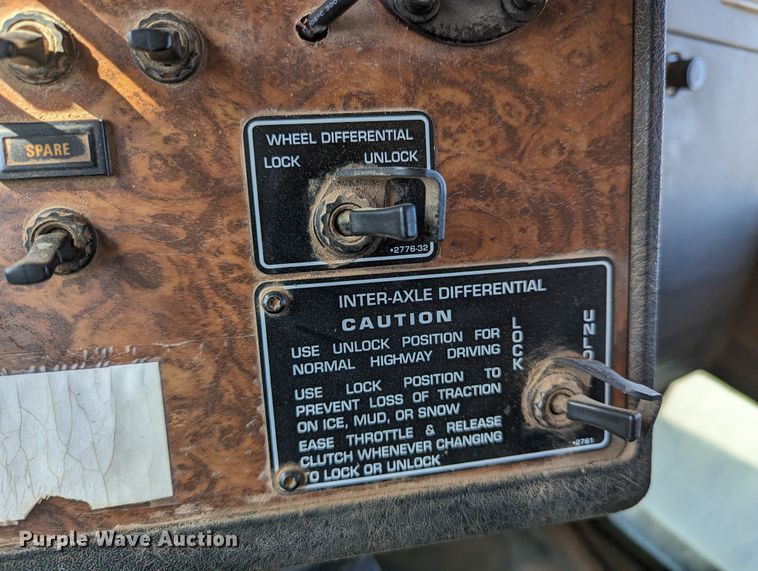 SPARE
WHEEL DIFFERENTIAL
LOCK UNLOCK
•2776-32
INTER-AXLE DIFFERENTIAL
CAUTION
USE UNLOCK POSITION FOR
NORMAL HIGHWAY DRIVING
USE LOCK POSITION TO
PREVENT LOSS OF TRACTION
ON ICE, MUD, OR SNOW
EASE THROTTLE & RELEASE
CLUTCH WHENEVER CHANGING
TO LOCK OR UNLOCK
LOCK
•2781
Purple Wave Auction